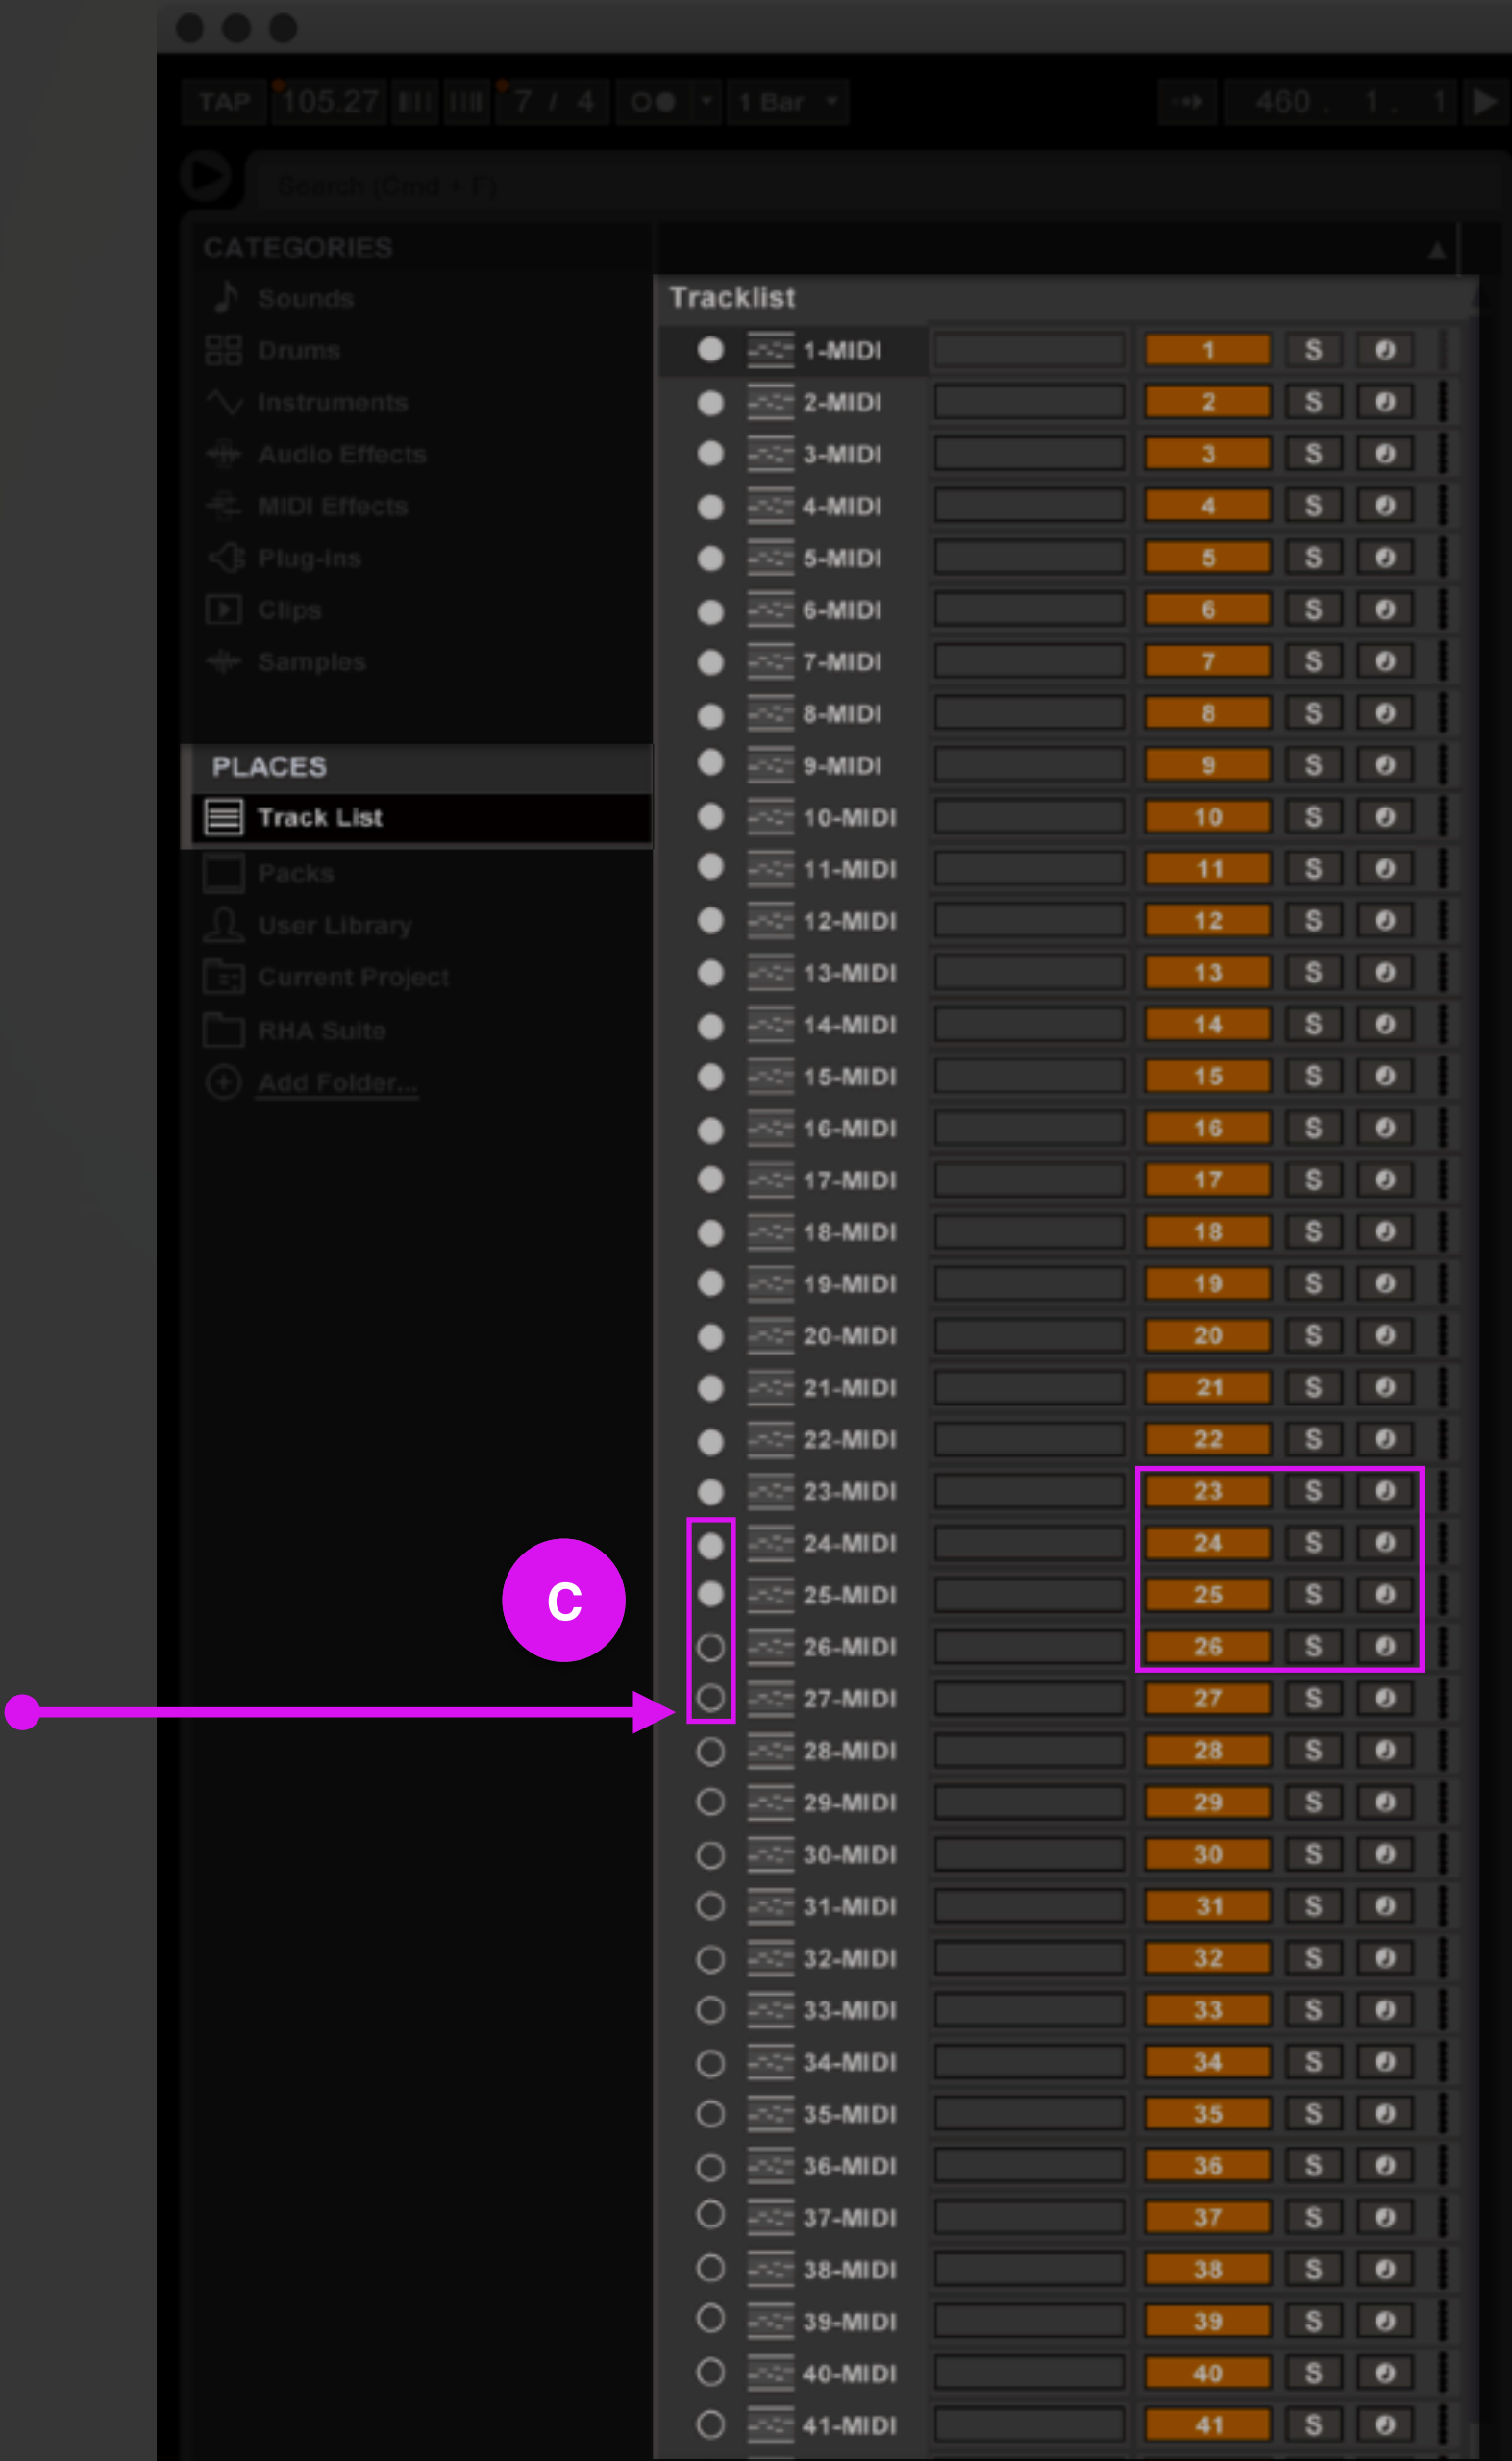 TAP 105.27 7 / 4 1 Bar 460 . 1 . 1
Search (Cmd + F)
CATEGORIES
Sounds
Drums
Instruments
Audio Effects
MIDI Effects
Plug-Ins
Clips
Samples
PLACES
Track List
Packs
User Library
Current Project
RHA Suite
Add Folder...
Tracklist
1-MIDI 1 S
2-MIDI 2 S
3-MIDI 3 S
4-MIDI 4 S
5-MIDI 5 S
6-MIDI 6 S
7-MIDI 7 S
8-MIDI 8 S
9-MIDI 9 S
10-MIDI 10 S
11-MIDI 11 S
12-MIDI 12 S
13-MIDI 13 S
14-MIDI 14 S
15-MIDI 15 S
16-MIDI 16 S
17-MIDI 17 S
18-MIDI 18 S
19-MIDI 19 S
20-MIDI 20 S
21-MIDI 21 S
22-MIDI 22 S
23-MIDI 23 S
24-MIDI 24 S
C
25-MIDI 25 S
26-MIDI 26 S
27-MIDI 27 S
28-MIDI 28 S
29-MIDI 29 S
30-MIDI 30 S
31-MIDI 31 S
32-MIDI 32 S
33-MIDI 33 S
34-MIDI 34 S
35-MIDI 35 S
36-MIDI 36 S
37-MIDI 37 S
38-MIDI 38 S
39-MIDI 39 S
40-MIDI 40 S
41-MIDI 41 S